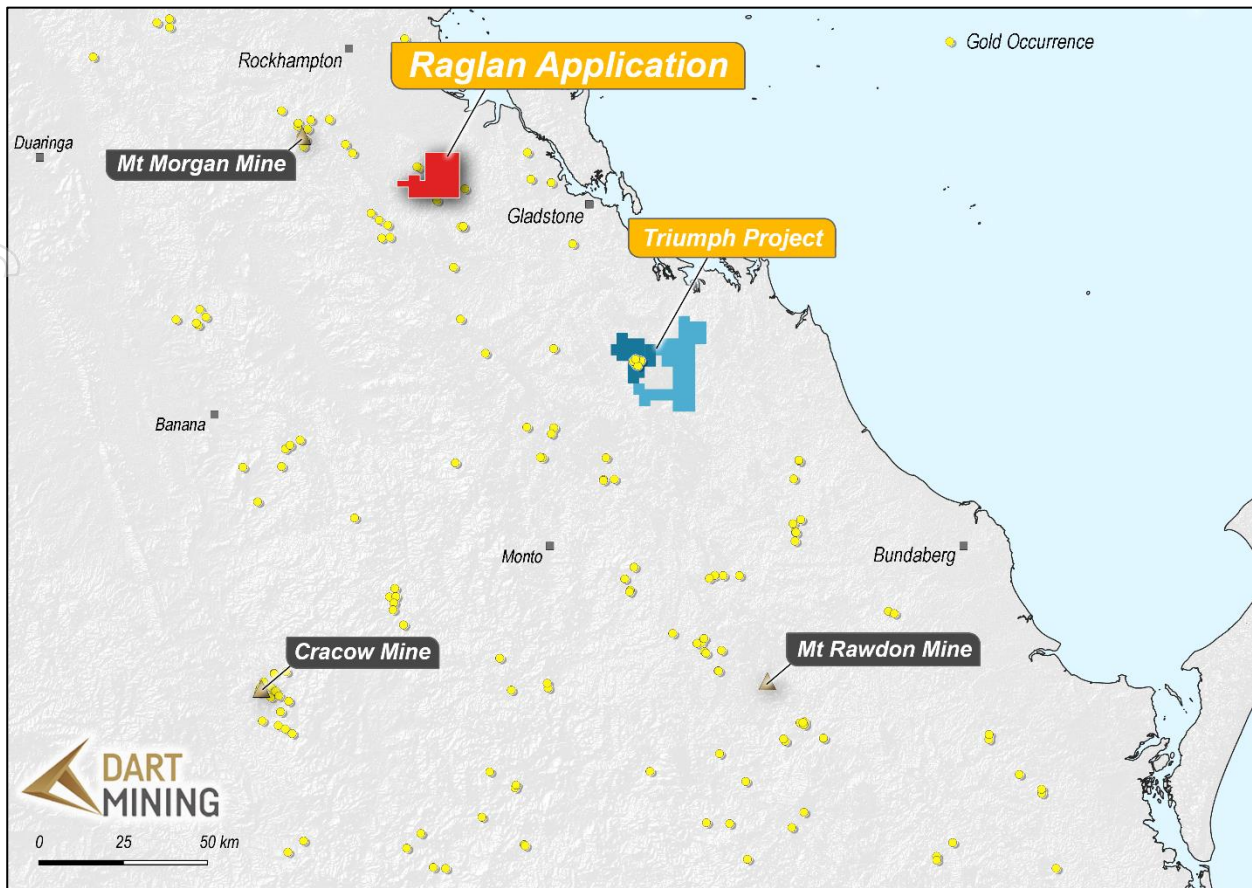 Gold Occurrence
Rockhampton
Raglan Application
Duaringa
Mt Morgan Mine
Gladstone
Triumph Project
Banana
Monto
Bundaberg
Cracow Mine
Mt Rawdon Mine
DART
MINING
0 25 50 km